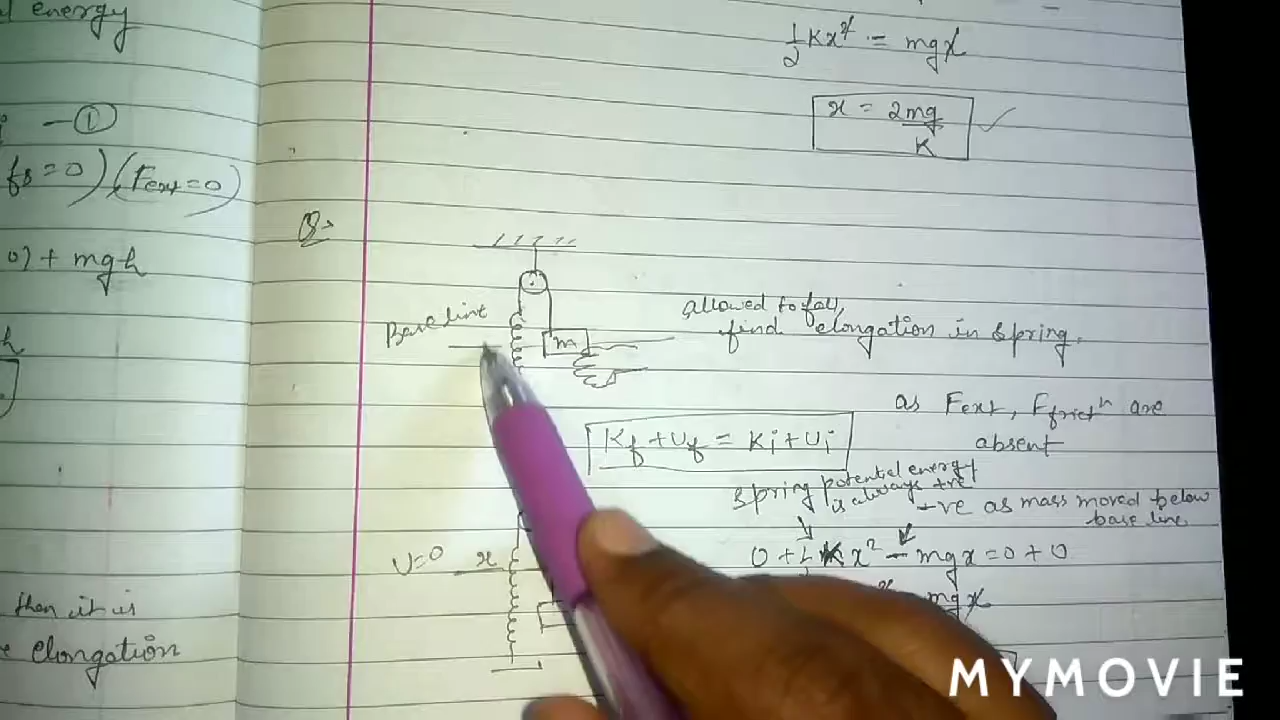 energy
— ①
fs = 0) (Fext = 0)
0) + mgh
h
then it is
elongation
½ Kx² = mgx
x = 2mg/K ✓
Q→
Base line
m
allowed to fall,
find elongation in spring.
as Fext, Frictⁿ are
absent
Kf + Uf = Ki + Ui
spring potential energy
is always +ve
-ve as mass moved below
base line
0 + ½ Kx² - mgx = 0 + 0
U=0 x
mgx
MYMOVIE